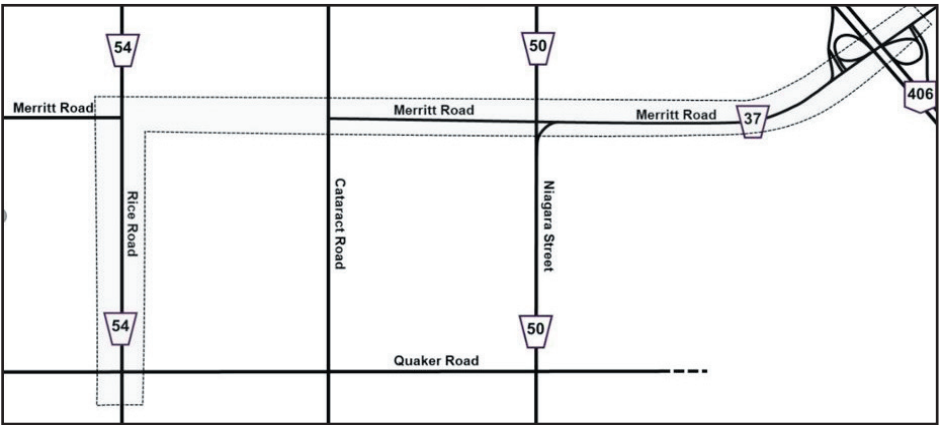 54
50
406
Merritt Road
Merritt Road
Merritt Road
37
Rice Road
Cataract Road
Niagara Street
54
50
Quaker Road